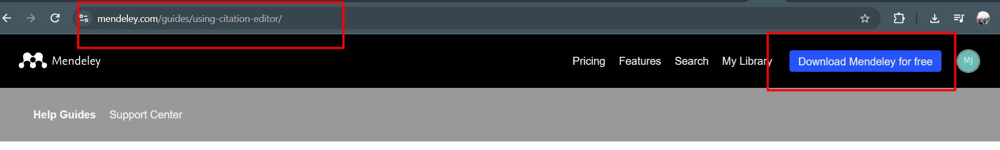 mendeley.com/guides/using-citation-editor/
Mendeley Pricing Features Search My Library Download Mendeley for free MJ
Help Guides Support Center